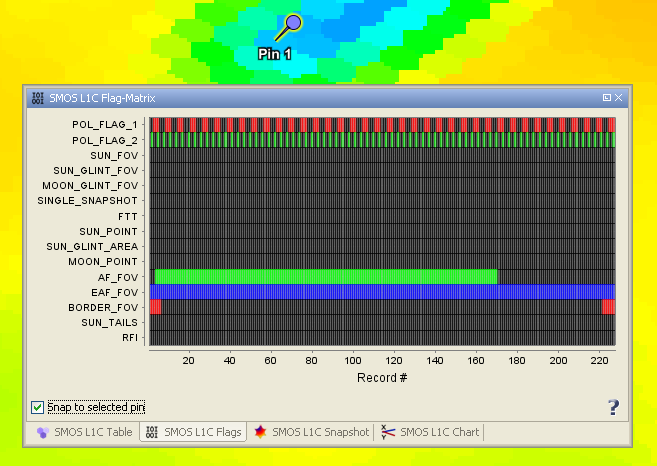 Pin 1
SMOS L1C Flag-Matrix
POL_FLAG_1
POL_FLAG_2
SUN_FOV
SUN_GLINT_FOV
MOON_GLINT_FOV
SINGLE_SNAPSHOT
FTT
SUN_POINT
SUN_GLINT_AREA
MOON_POINT
AF_FOV
EAF_FOV
BORDER_FOV
SUN_TAILS
RFI
20 40 60 80 100 120 140 160 180 200 220
Record #
Snap to selected pin
?
SMOS L1C Table SMOS L1C Flags SMOS L1C Snapshot SMOS L1C Chart